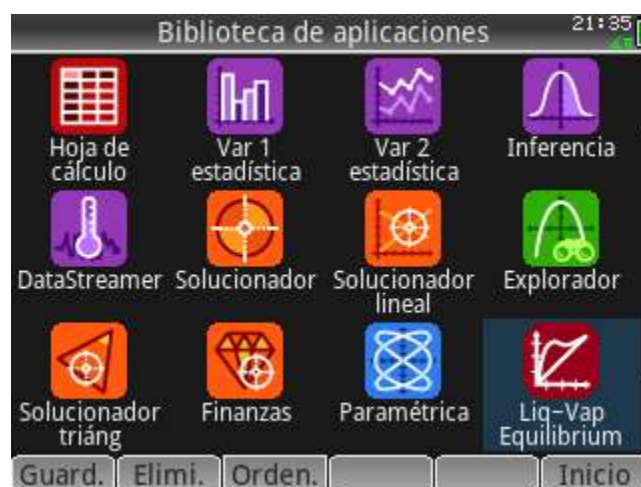 Biblioteca de aplicaciones
21:35
Hoja de cálculo
Var 1 estadística
Var 2 estadística
Inferencia
DataStreamer
Solucionador
Solucionador lineal
Explorador
Solucionador triáng
Finanzas
Paramétrica
Liq-Vap Equilibrium
Guard. Elimi. Orden. Inicio